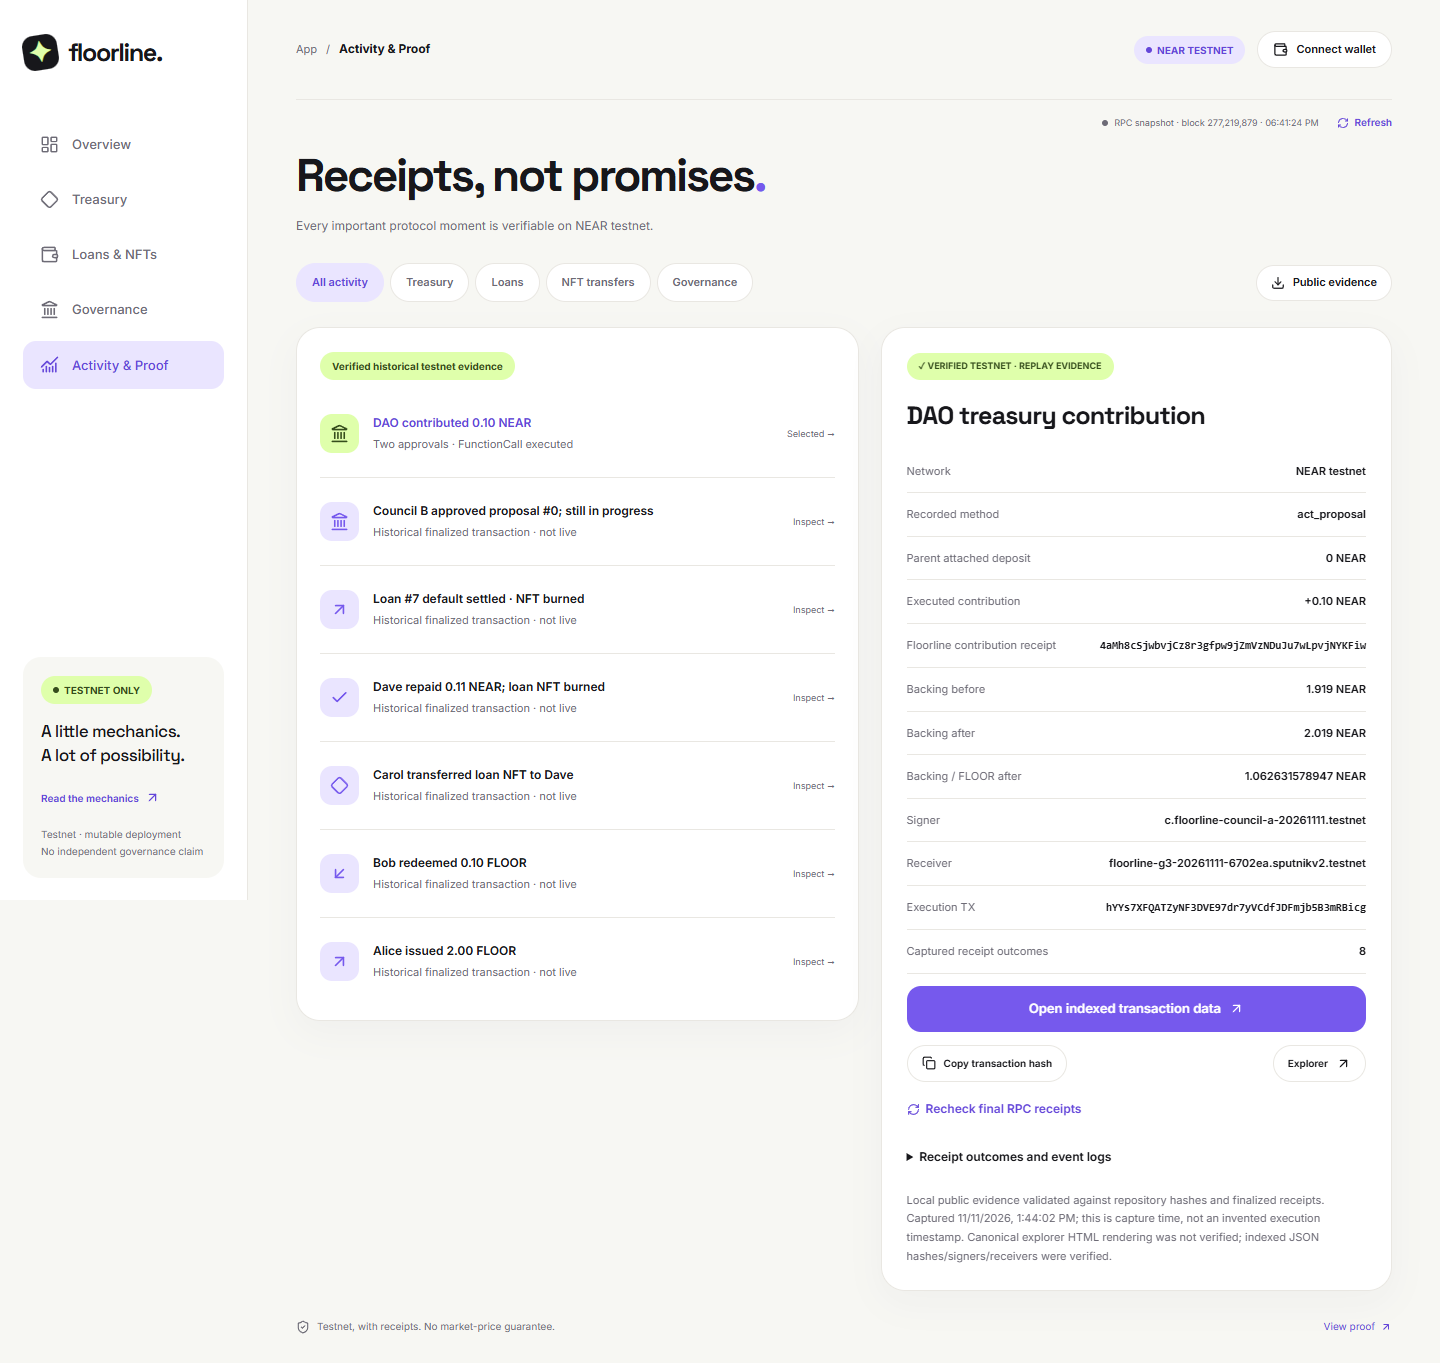 floorline.
Overview
Treasury
Loans & NFTs
Governance
Activity & Proof
TESTNET ONLY
A little mechanics.
A lot of possibility.
Read the mechanics
Testnet · mutable deployment
No independent governance claim
App / Activity & Proof
NEAR TESTNET
Connect wallet
RPC snapshot · block 277,219,879 · 06:41:24 PM
Refresh
Receipts, not promises.
Every important protocol moment is verifiable on NEAR testnet.
All activity
Treasury
Loans
NFT transfers
Governance
Public evidence
Verified historical testnet evidence
DAO contributed 0.10 NEAR
Two approvals · FunctionCall executed
Selected →
Council B approved proposal #0; still in progress
Historical finalized transaction · not live
Inspect →
Loan #7 default settled · NFT burned
Historical finalized transaction · not live
Inspect →
Dave repaid 0.11 NEAR; loan NFT burned
Historical finalized transaction · not live
Inspect →
Carol transferred loan NFT to Dave
Historical finalized transaction · not live
Inspect →
Bob redeemed 0.10 FLOOR
Historical finalized transaction · not live
Inspect →
Alice issued 2.00 FLOOR
Historical finalized transaction · not live
Inspect →
✓ VERIFIED TESTNET · REPLAY EVIDENCE
DAO treasury contribution
Network NEAR testnet
Recorded method act_proposal
Parent attached deposit 0 NEAR
Executed contribution +0.10 NEAR
Floorline contribution receipt 4aMh8cSjwbvjCz8r3gfpw9jZmVzNDuJu7wLpvjNYKFiw
Backing before 1.919 NEAR
Backing after 2.019 NEAR
Backing / FLOOR after 1.062631578947 NEAR
Signer c.floorline-council-a-20261111.testnet
Receiver floorline-g3-20261111-6702ea.sputnikv2.testnet
Execution TX hYYs7XFQATZyNF3DVE97dr7yVCdfJDFmjb5B3mRBicg
Captured receipt outcomes 8
Open indexed transaction data
Copy transaction hash
Explorer
Recheck final RPC receipts
Receipt outcomes and event logs
Local public evidence validated against repository hashes and finalized receipts.
Captured 11/11/2026, 1:44:02 PM; this is capture time, not an invented execution
timestamp. Canonical explorer HTML rendering was not verified; indexed JSON
hashes/signers/receivers were verified.
Testnet, with receipts. No market-price guarantee.
View proof